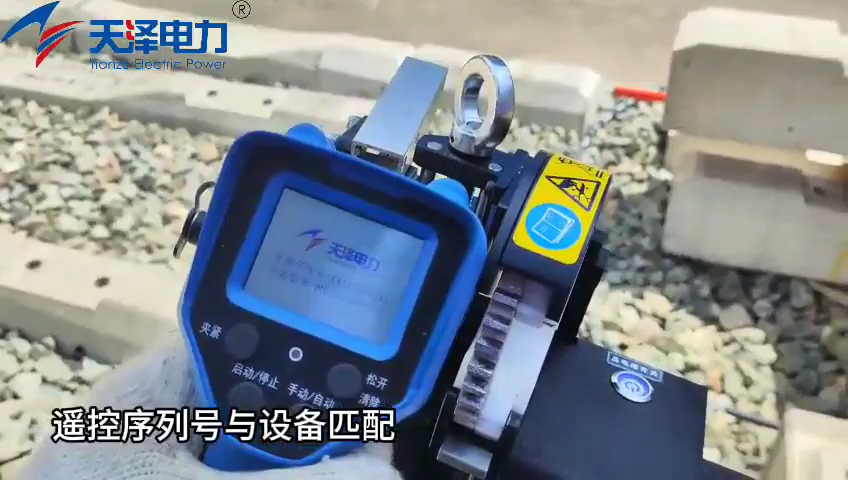 天泽电力®
Tianze Electric Power
天泽电力
夹紧
启动/停止
手动/自动
松开
清除
遥控序列号与设备匹配